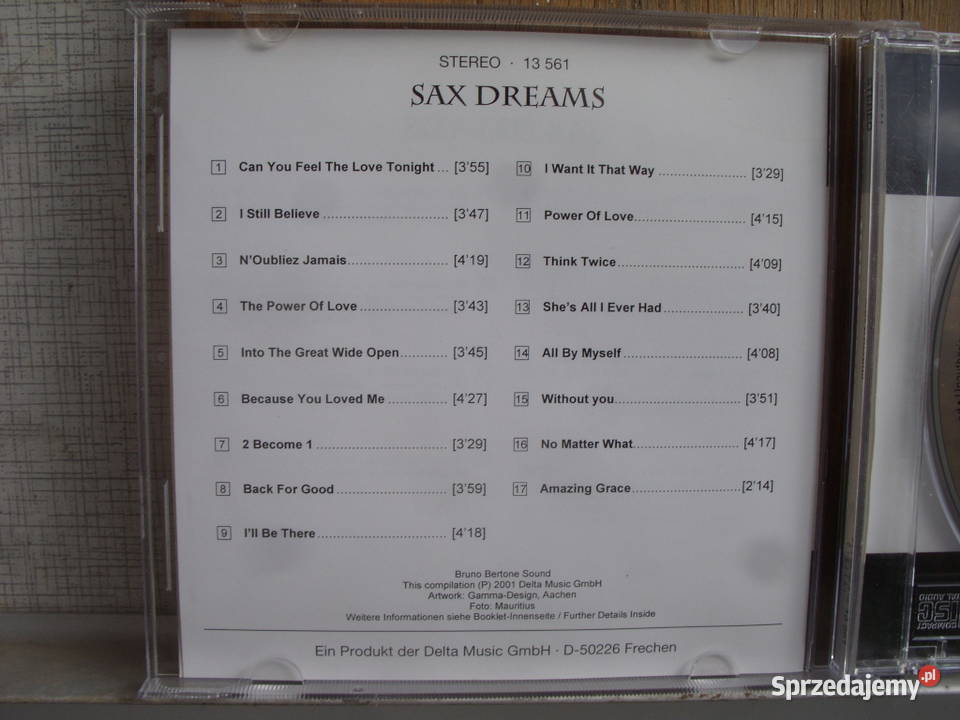 STEREO · 13 561
SAX DREAMS
1 Can You Feel The Love Tonight ... [3'55]
2 I Still Believe ........................... [3'47]
3 N'Oubliez Jamais...................... [4'19]
4 The Power Of Love ................... [3'43]
5 Into The Great Wide Open.......... [3'45]
6 Because You Loved Me ............. [4'27]
7 2 Become 1 ............................. [3'29]
8 Back For Good ........................ [3'59]
9 I'll Be There............................ [4'18]
10 I Want It That Way .................... [3'29]
11 Power Of Love......................... [4'15]
12 Think Twice............................. [4'09]
13 She's All I Ever Had .................. [3'40]
14 All By Myself ........................... [4'08]
15 Without you............................. [3'51]
16 No Matter What........................ [4'17]
17 Amazing Grace.........................[2'14]
Bruno Bertone Sound
This compilation (P) 2001 Delta Music GmbH
Artwork: Gamma-Design, Aachen
Foto: Mauritius
Weitere Informationen siehe Booklet-Innenseite / Further Details Inside
Ein Produkt der Delta Music GmbH · D-50226 Frechen
COMPACT
DISC
DIGITAL AUDIO
Sprzedajemy.pl